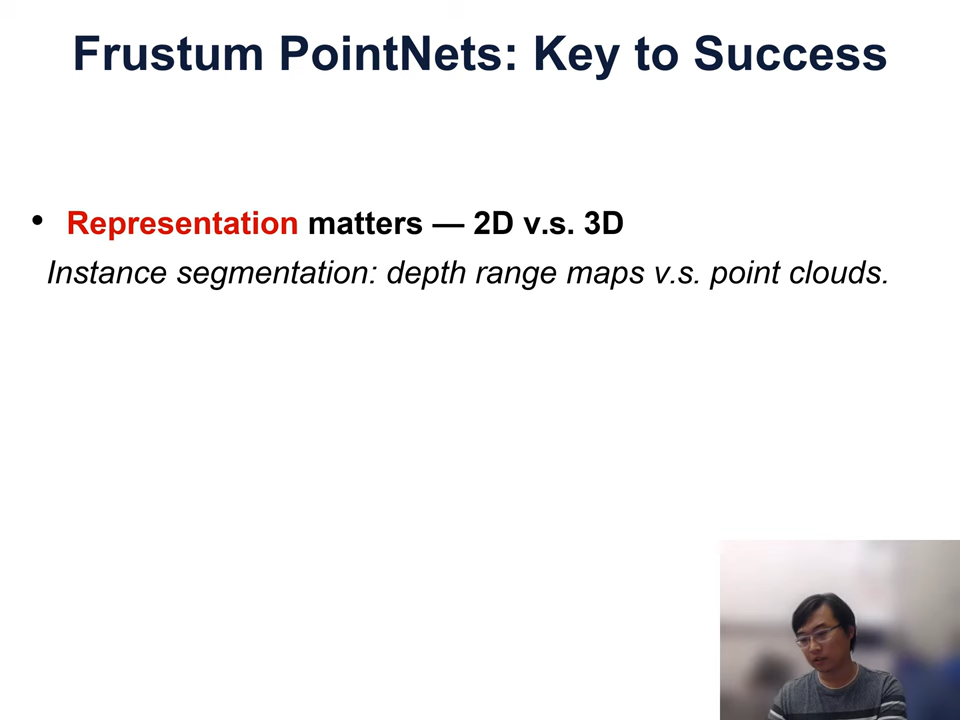 Frustum PointNets: Key to Success
• Representation matters — 2D v.s. 3D
Instance segmentation: depth range maps v.s. point clouds.